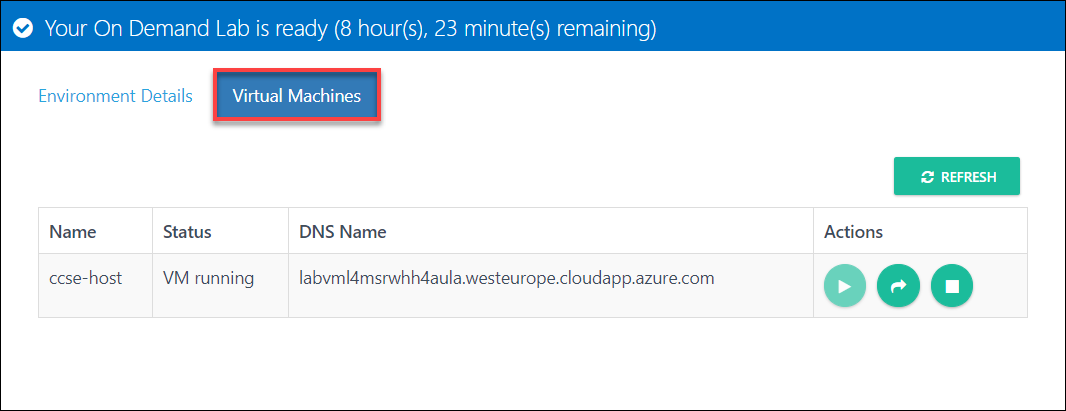 Your On Demand Lab is ready (8 hour(s), 23 minute(s) remaining)
Environment Details Virtual Machines
REFRESH
Name Status DNS Name Actions
ccse-host VM running labvml4msrwhh4aula.westeurope.cloudapp.azure.com